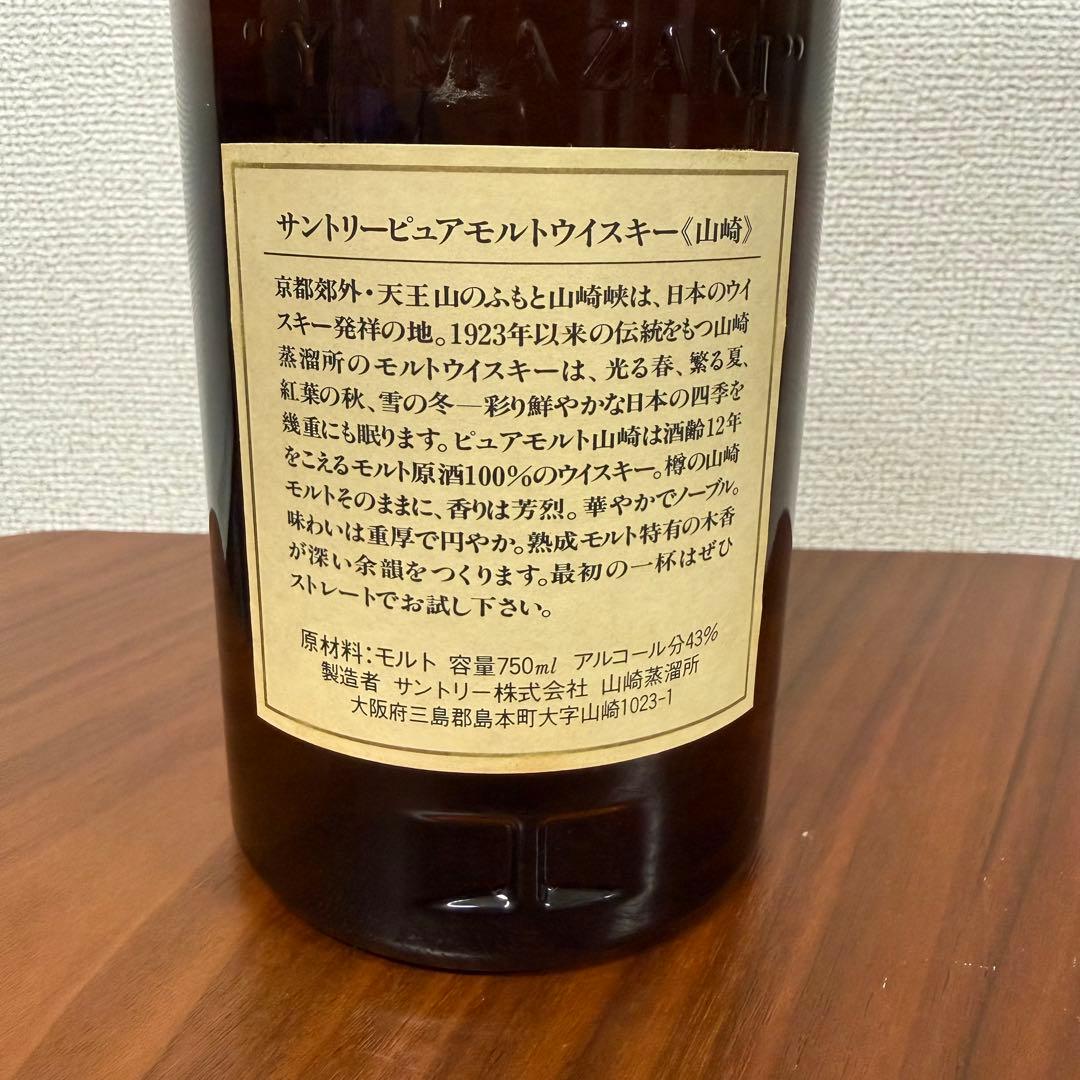 "YAMAZAKI"
サントリーピュアモルトウイスキー《山崎》
京都郊外・天王山のふもと山崎峡は、日本のウイ
スキー発祥の地。1923年以来の伝統をもつ山崎
蒸溜所のモルトウイスキーは、光る春、繁る夏、
紅葉の秋、雪の冬―彩り鮮やかな日本の四季を
幾重にも眠ります。ピュアモルト山崎は酒齢12年
をこえるモルト原酒100%のウイスキー。樽の山崎
モルトそのままに、香りは芳烈。華やかでノーブル。
味わいは重厚で円やか。熟成モルト特有の木香
が深い余韻をつくります。最初の一杯はぜひ
ストレートでお試し下さい。
原材料:モルト 容量750ml アルコール分43%
製造者 サントリー株式会社 山崎蒸溜所
大阪府三島郡島本町大字山崎1023-1